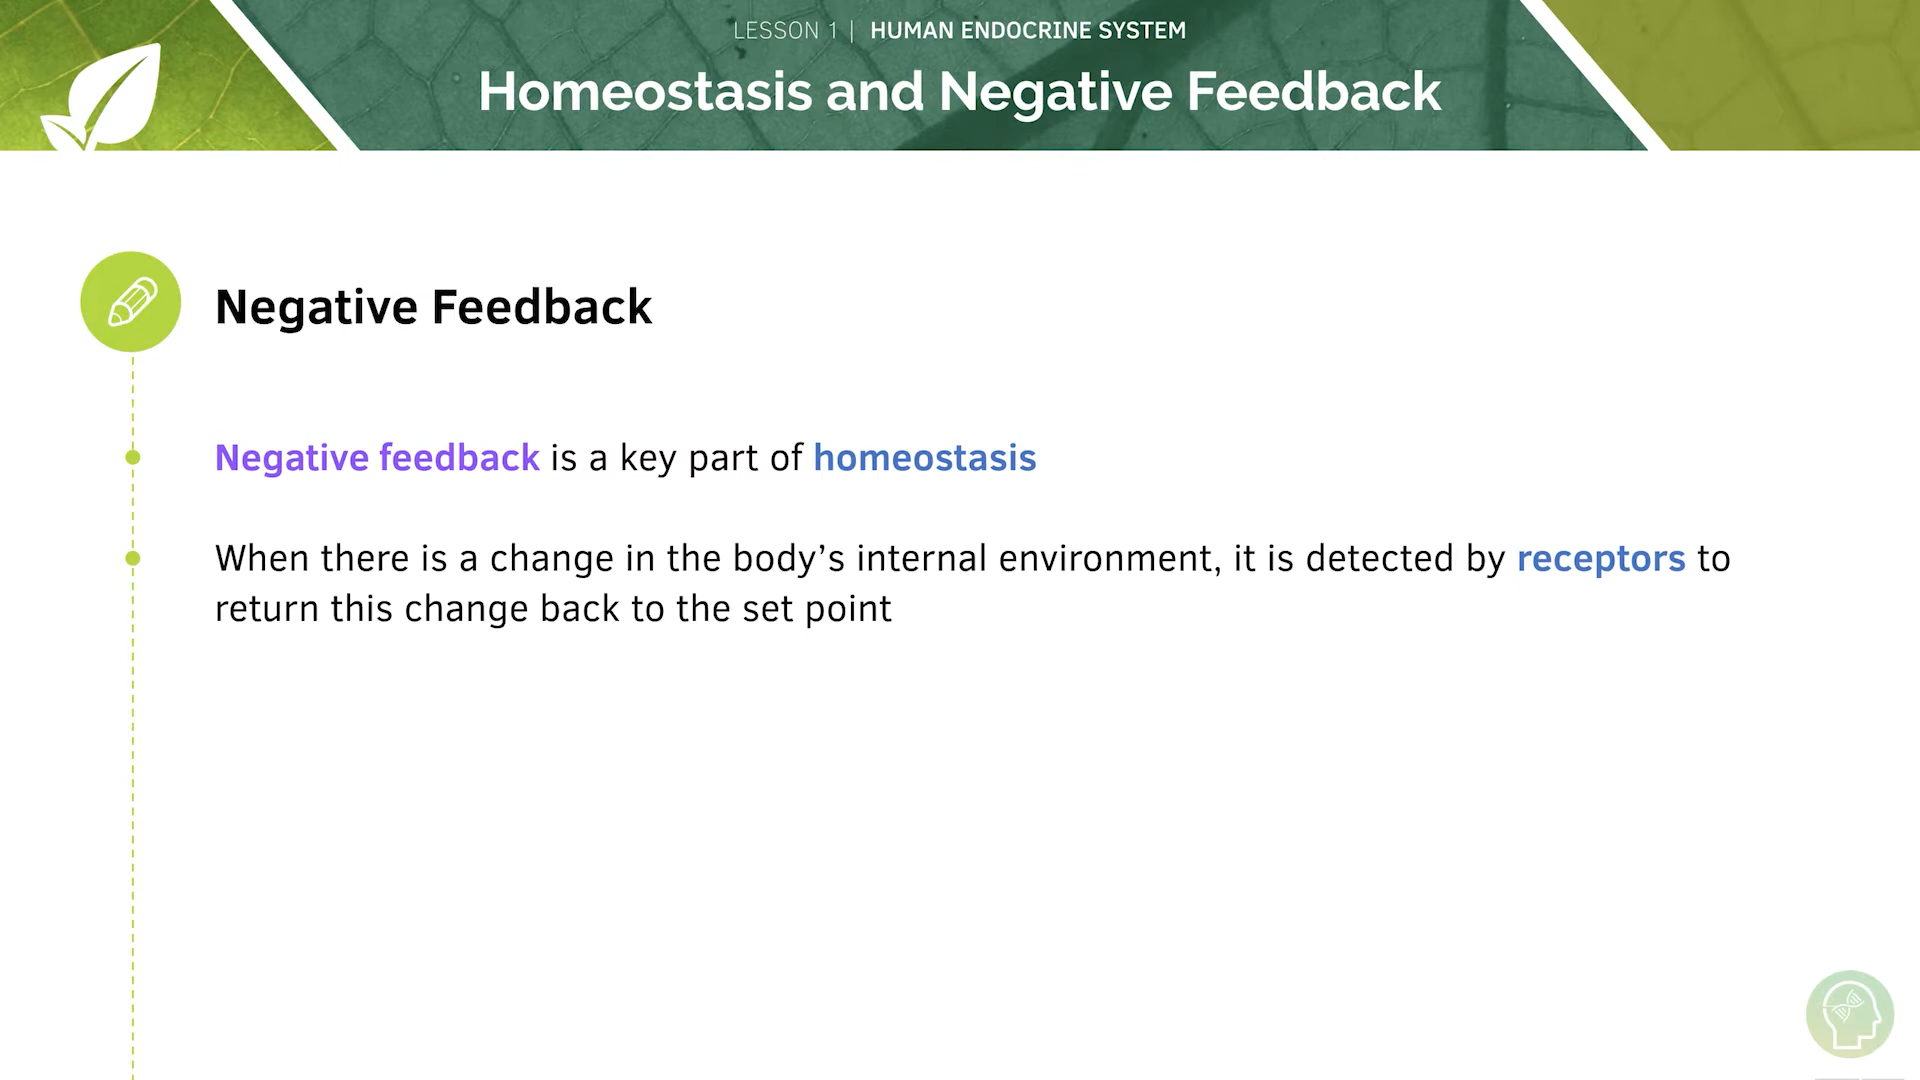 LESSON 1 | HUMAN ENDOCRINE SYSTEM
Homeostasis and Negative Feedback
Negative Feedback
Negative feedback is a key part of homeostasis
When there is a change in the body’s internal environment, it is detected by receptors to
return this change back to the set point